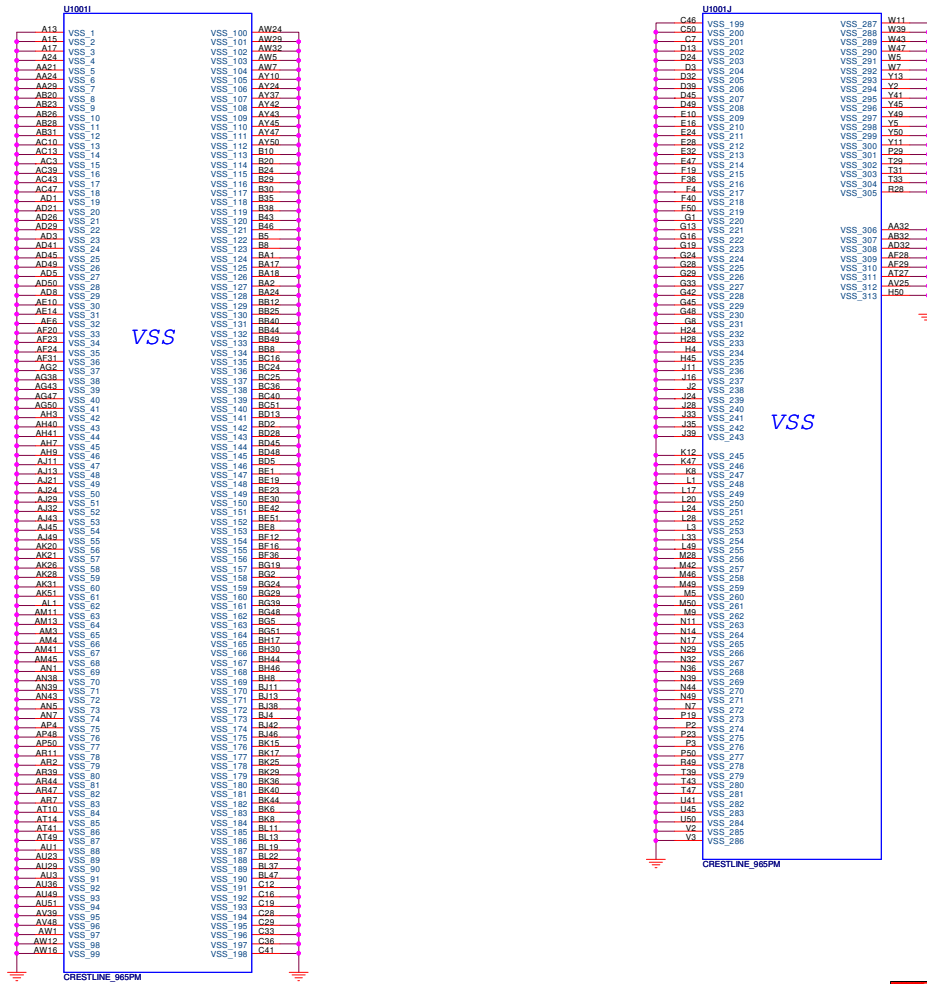 U1001I
A13 VSS_1 VSS_100 AW24
A15 VSS_2 VSS_101 AW29
A17 VSS_3 VSS_102 AW32
A24 VSS_4 VSS_103 AW5
AA21 VSS_5 VSS_104 AW7
AA24 VSS_6 VSS_105 AY10
AA29 VSS_7 VSS_106 AY24
AB20 VSS_8 VSS_107 AY37
AB23 VSS_9 VSS_108 AY42
AB26 VSS_10 VSS_109 AY43
AB28 VSS_11 VSS_110 AY45
AB31 VSS_12 VSS_111 AY47
AC10 VSS_13 VSS_112 AY50
AC13 VSS_14 VSS_113 B10
AC3 VSS_15 VSS_114 B20
AC39 VSS_16 VSS_115 B24
AC43 VSS_17 VSS_116 B29
AC47 VSS_18 VSS_117 B30
AD1 VSS_19 VSS_118 B35
AD21 VSS_20 VSS_119 B38
AD26 VSS_21 VSS_120 B43
AD29 VSS_22 VSS_121 B46
AD3 VSS_23 VSS_122 B5
AD41 VSS_24 VSS_123 B8
AD45 VSS_25 VSS_124 BA1
AD49 VSS_26 VSS_125 BA17
AD5 VSS_27 VSS_126 BA18
AD50 VSS_28 VSS_127 BA2
AD8 VSS_29 VSS_128 BA24
AE10 VSS_30 VSS_129 BB12
AE14 VSS_31 VSS_130 BB25
AE6 VSS_32 VSS_131 BB40
AF20 VSS_33 VSS_132 BB44
AF23 VSS_34 VSS_133 BB49
VSS
AF24 VSS_35 VSS_134 BB8
AF31 VSS_36 VSS_135 BC16
AG2 VSS_37 VSS_136 BC24
AG38 VSS_38 VSS_137 BC25
AG43 VSS_39 VSS_138 BC36
AG47 VSS_40 VSS_139 BC40
AG50 VSS_41 VSS_140 BC51
AH3 VSS_42 VSS_141 BD13
AH40 VSS_43 VSS_142 BD2
AH41 VSS_44 VSS_143 BD28
AH7 VSS_45 VSS_144 BD45
AH9 VSS_46 VSS_145 BD48
AJ11 VSS_47 VSS_146 BD5
AJ13 VSS_48 VSS_147 BE1
AJ21 VSS_49 VSS_148 BE19
AJ24 VSS_50 VSS_149 BE23
AJ29 VSS_51 VSS_150 BE30
AJ32 VSS_52 VSS_151 BE42
AJ43 VSS_53 VSS_152 BE51
AJ45 VSS_54 VSS_153 BE8
AJ49 VSS_55 VSS_154 BF12
AK20 VSS_56 VSS_155 BF16
AK21 VSS_57 VSS_156 BF36
AK26 VSS_58 VSS_157 BG19
AK28 VSS_59 VSS_158 BG2
AK31 VSS_60 VSS_159 BG24
AK51 VSS_61 VSS_160 BG29
AL1 VSS_62 VSS_161 BG39
AM11 VSS_63 VSS_162 BG48
AM13 VSS_64 VSS_163 BG5
AM3 VSS_65 VSS_164 BG51
AM4 VSS_66 VSS_165 BH17
AM41 VSS_67 VSS_166 BH30
AM45 VSS_68 VSS_167 BH44
AN1 VSS_69 VSS_168 BH46
AN38 VSS_70 VSS_169 BH8
AN39 VSS_71 VSS_170 BJ11
AN43 VSS_72 VSS_171 BJ13
AN5 VSS_73 VSS_172 BJ38
AN7 VSS_74 VSS_173 BJ4
AP4 VSS_75 VSS_174 BJ42
AP48 VSS_76 VSS_175 BJ46
AP50 VSS_77 VSS_176 BK15
AR11 VSS_78 VSS_177 BK17
AR2 VSS_79 VSS_178 BK25
AR39 VSS_80 VSS_179 BK29
AR44 VSS_81 VSS_180 BK36
AR47 VSS_82 VSS_181 BK40
AR7 VSS_83 VSS_182 BK44
AT10 VSS_84 VSS_183 BK6
AT14 VSS_85 VSS_184 BK8
AT41 VSS_86 VSS_185 BL11
AT49 VSS_87 VSS_186 BL13
AU1 VSS_88 VSS_187 BL19
AU23 VSS_89 VSS_188 BL22
AU29 VSS_90 VSS_189 BL37
AU3 VSS_91 VSS_190 BL47
AU36 VSS_92 VSS_191 C12
AU49 VSS_93 VSS_192 C16
AU51 VSS_94 VSS_193 C19
AV39 VSS_95 VSS_194 C28
AV48 VSS_96 VSS_195 C29
AW1 VSS_97 VSS_196 C33
AW12 VSS_98 VSS_197 C36
AW16 VSS_99 VSS_198 C41
CRESTLINE_965PM
U1001J
C46 VSS_199 VSS_287 W11
C50 VSS_200 VSS_288 W39
C7 VSS_201 VSS_289 W43
D13 VSS_202 VSS_290 W47
D24 VSS_203 VSS_291 W5
D3 VSS_204 VSS_292 W7
D32 VSS_205 VSS_293 Y13
D39 VSS_206 VSS_294 Y2
D45 VSS_207 VSS_295 Y41
D49 VSS_208 VSS_296 Y45
E10 VSS_209 VSS_297 Y49
E16 VSS_210 VSS_298 Y5
E24 VSS_211 VSS_299 Y50
E28 VSS_212 VSS_300 Y11
E32 VSS_213 VSS_301 P29
E47 VSS_214 VSS_302 T29
F19 VSS_215 VSS_303 T31
F36 VSS_216 VSS_304 T33
F4 VSS_217 VSS_305 R28
F40 VSS_218
F50 VSS_219
G1 VSS_220
G13 VSS_221 VSS_306 AA32
G16 VSS_222 VSS_307 AB32
G19 VSS_223 VSS_308 AD32
G24 VSS_224 VSS_309 AF28
G28 VSS_225 VSS_310 AF29
G29 VSS_226 VSS_311 AT27
G33 VSS_227 VSS_312 AV25
G42 VSS_228 VSS_313 H50
G45 VSS_229
G48 VSS_230
G8 VSS_231
H24 VSS_232
H28 VSS_233
H4 VSS_234
H45 VSS_235
J11 VSS_236
J16 VSS_237
J2 VSS_238
J24 VSS_239
J28 VSS_240
J33 VSS_241
J35 VSS_242
VSS
J39 VSS_243
K12 VSS_245
K47 VSS_246
K8 VSS_247
L1 VSS_248
L17 VSS_249
L20 VSS_250
L24 VSS_251
L28 VSS_252
L3 VSS_253
L33 VSS_254
L49 VSS_255
M28 VSS_256
M42 VSS_257
M46 VSS_258
M49 VSS_259
M5 VSS_260
M50 VSS_261
M9 VSS_262
N11 VSS_263
N14 VSS_264
N17 VSS_265
N29 VSS_266
N32 VSS_267
N36 VSS_268
N39 VSS_269
N44 VSS_270
N49 VSS_271
N7 VSS_272
P19 VSS_273
P2 VSS_274
P23 VSS_275
P3 VSS_276
P50 VSS_277
R49 VSS_278
T39 VSS_279
T43 VSS_280
T47 VSS_281
U41 VSS_282
U45 VSS_283
U50 VSS_284
V2 VSS_285
V3 VSS_286
CRESTLINE_965PM